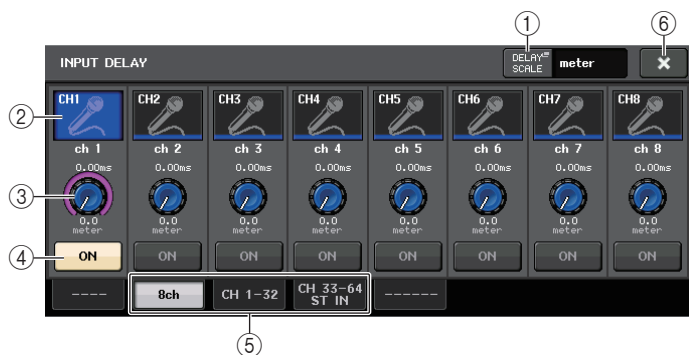 ① ⑥
INPUT DELAY DELAY SCALE meter ×
② CH1 CH2 CH3 CH4 CH5 CH6 CH7 CH8
ch 1 ch 2 ch 3 ch 4 ch 5 ch 6 ch 7 ch 8
0.00ms 0.00ms 0.00ms 0.00ms 0.00ms 0.00ms 0.00ms 0.00ms
③
0.0 0.0 0.0 0.0 0.0 0.0 0.0 0.0
meter meter meter meter meter meter meter meter
④ ON ON ON ON ON ON ON ON
---- 8ch CH 1-32 CH 33-64 ST IN ------
⑤